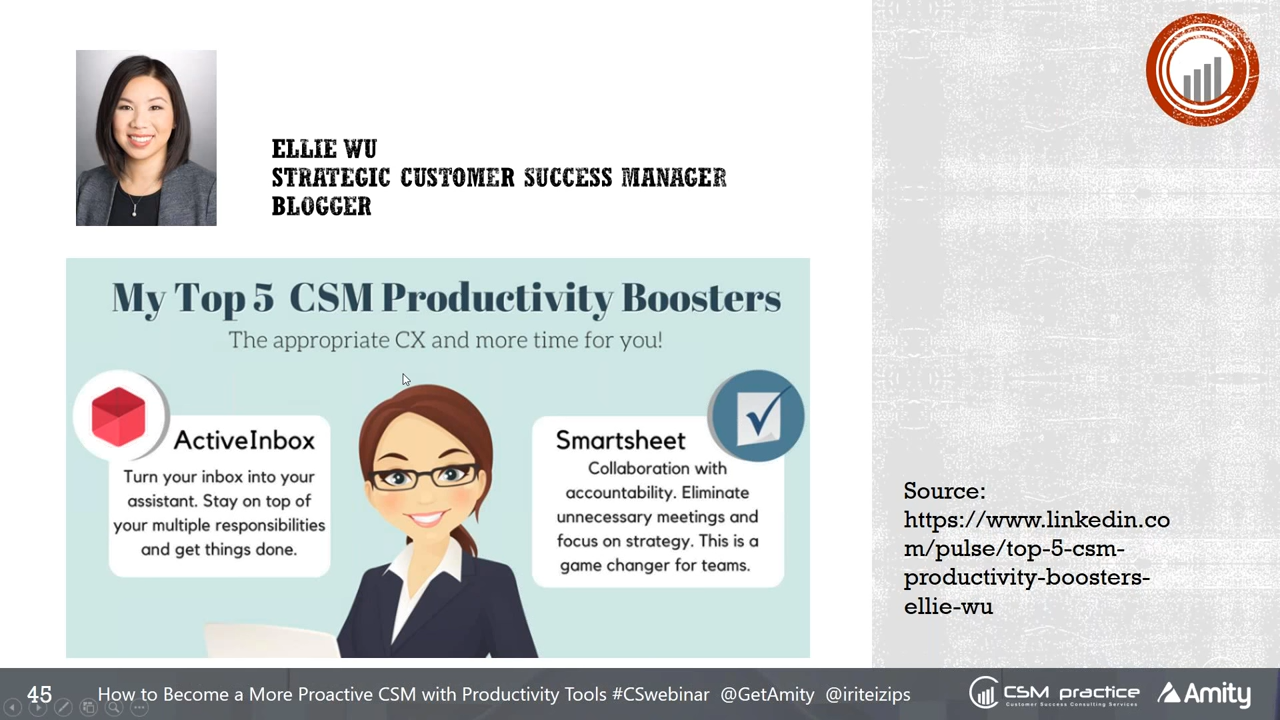 ELLIE WU
STRATEGIC CUSTOMER SUCCESS MANAGER
BLOGGER
My Top 5 CSM Productivity Boosters
The appropriate CX and more time for you!
ActiveInbox
Turn your inbox into your
assistant. Stay on top of
your multiple responsibilities
and get things done.
Smartsheet
Collaboration with
accountability. Eliminate
unnecessary meetings and
focus on strategy. This is a
game changer for teams.
Source:
https://www.linkedin.co
m/pulse/top-5-csm-
productivity-boosters-
ellie-wu
45
How to Become a More Proactive CSM with Productivity Tools #CSwebinar @GetAmity @iriteizips
CSM practice
Customer Success Consulting Services
Amity